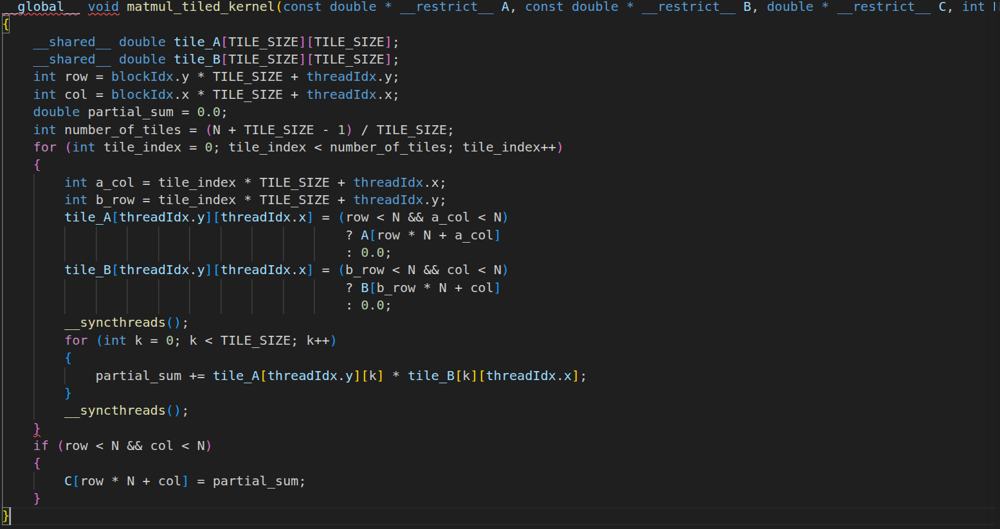 __global__ void matmul_tiled_kernel(const double * __restrict__ A, const double * __restrict__ B, double * __restrict__ C, int
{
    __shared__ double tile_A[TILE_SIZE][TILE_SIZE];
    __shared__ double tile_B[TILE_SIZE][TILE_SIZE];
    int row = blockIdx.y * TILE_SIZE + threadIdx.y;
    int col = blockIdx.x * TILE_SIZE + threadIdx.x;
    double partial_sum = 0.0;
    int number_of_tiles = (N + TILE_SIZE - 1) / TILE_SIZE;
    for (int tile_index = 0; tile_index < number_of_tiles; tile_index++)
    {
        int a_col = tile_index * TILE_SIZE + threadIdx.x;
        int b_row = tile_index * TILE_SIZE + threadIdx.y;
        tile_A[threadIdx.y][threadIdx.x] = (row < N && a_col < N)
                                            ? A[row * N + a_col]
                                            : 0.0;
        tile_B[threadIdx.y][threadIdx.x] = (b_row < N && col < N)
                                            ? B[b_row * N + col]
                                            : 0.0;
        __syncthreads();
        for (int k = 0; k < TILE_SIZE; k++)
        {
            partial_sum += tile_A[threadIdx.y][k] * tile_B[k][threadIdx.x];
        }
        __syncthreads();
    }
    if (row < N && col < N)
    {
        C[row * N + col] = partial_sum;
    }
}